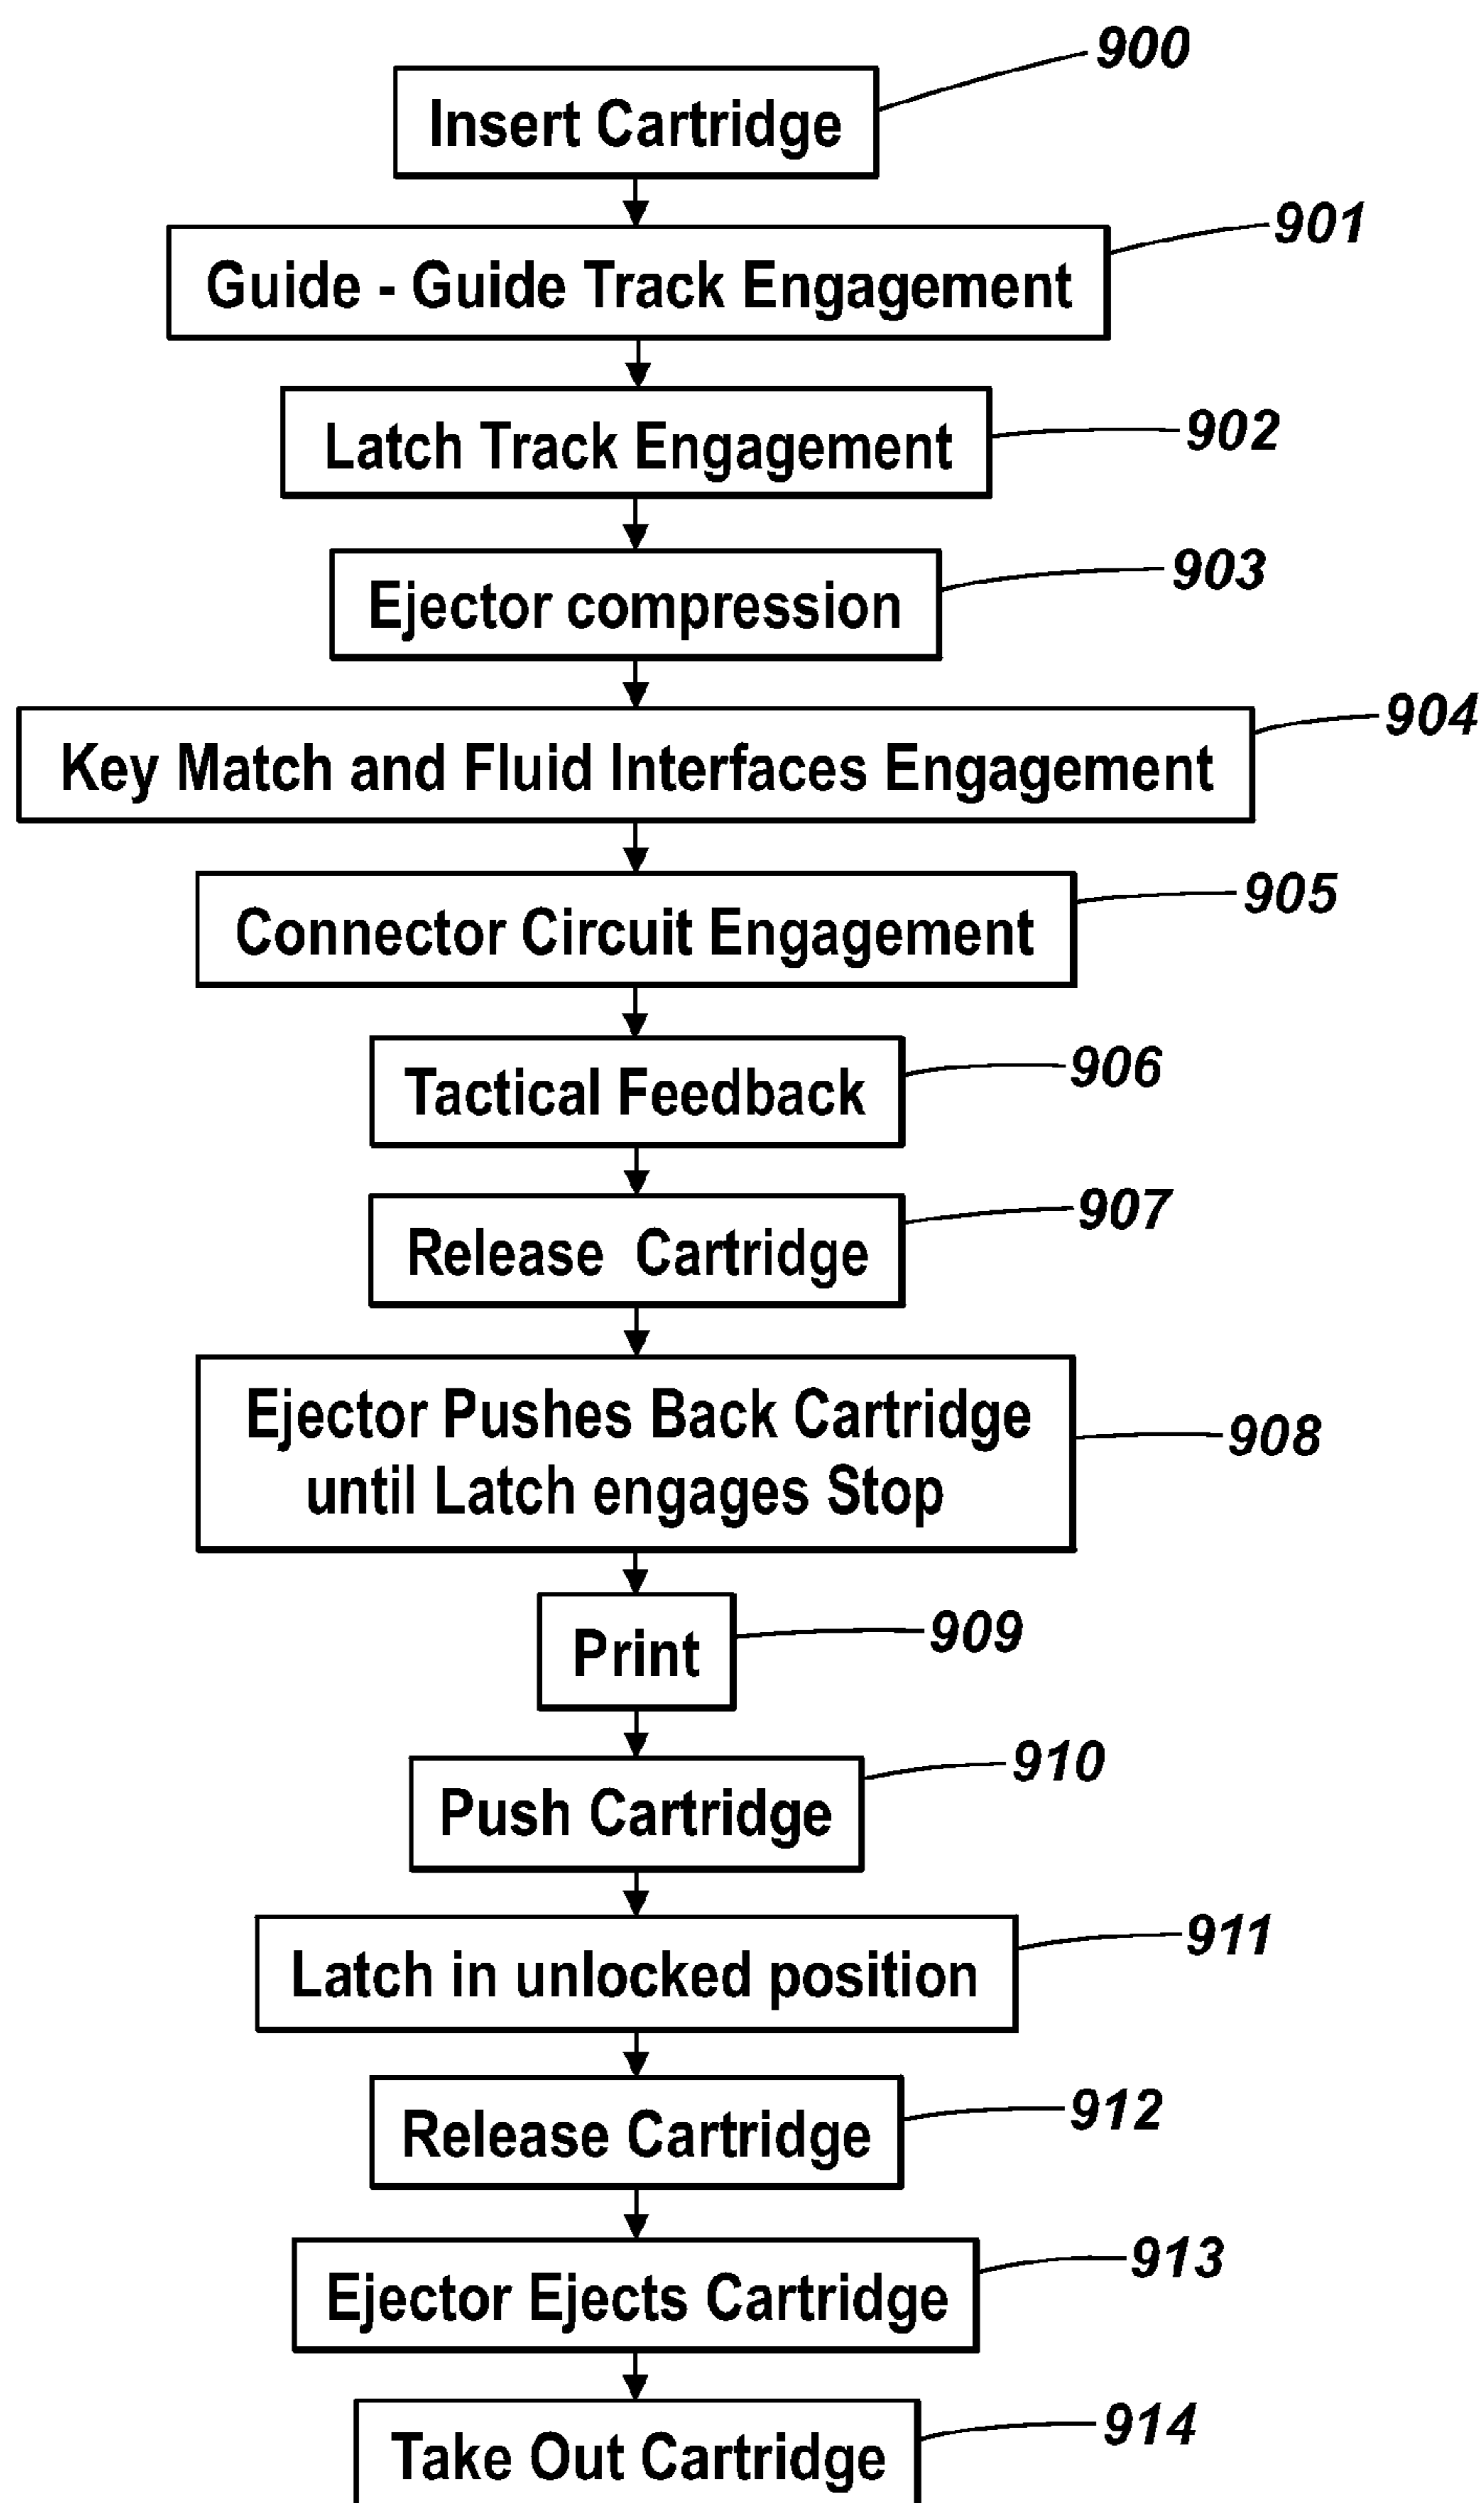 900
Insert Cartridge
901
Guide - Guide Track Engagement
902
Latch Track Engagement
903
Ejector compression
904
Key Match and Fluid Interfaces Engagement
905
Connector Circuit Engagement
906
Tactical Feedback
907
Release Cartridge
908
Ejector Pushes Back Cartridge
until Latch engages Stop
909
Print
910
Push Cartridge
911
Latch in unlocked position
912
Release Cartridge
913
Ejector Ejects Cartridge
914
Take Out Cartridge